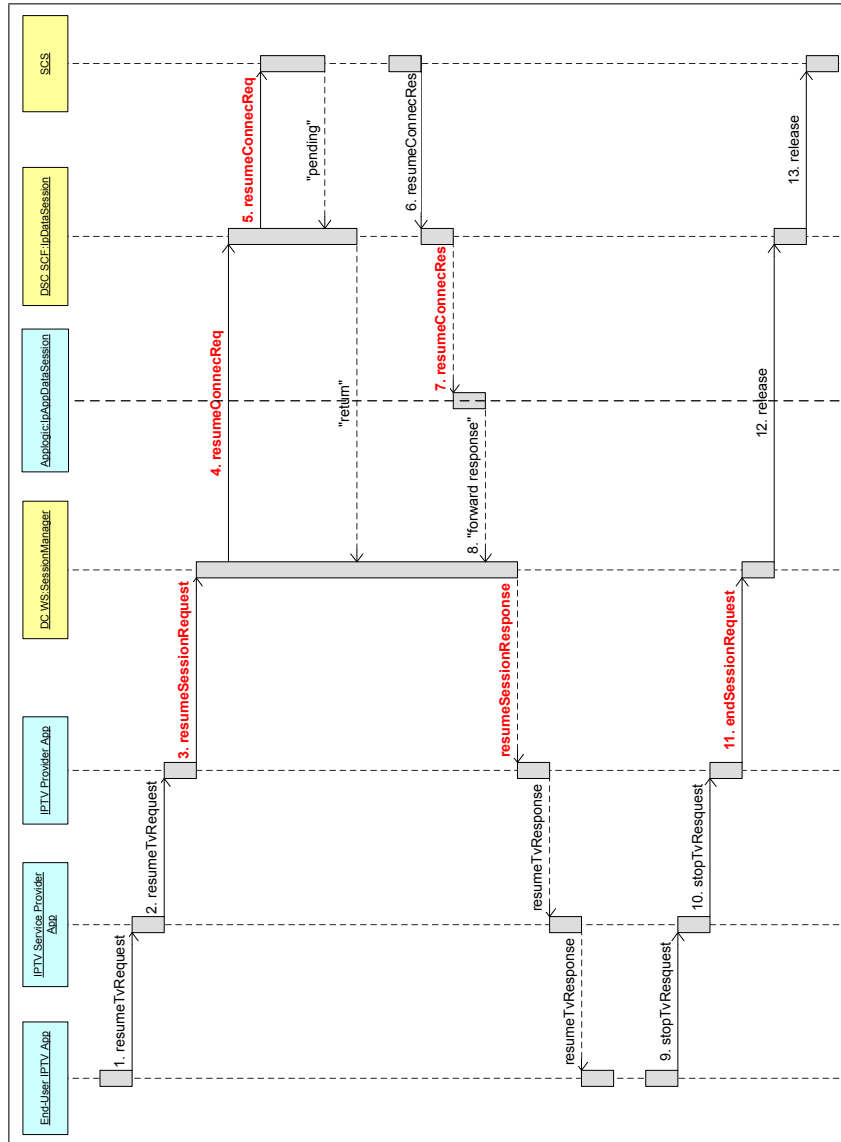 End-User IPTV App
IPTV Service Provider
App
IPTV Provider App
DC WS:SessionManager
Applogic:IpAppDataSession
DSC SCF:IpDataSession
SCS
1. resumeTvRequest
2. resumeTvRequest
3. resumeSessionRequest
4. resumeConnecReq
5. resumeConnecReq
"pending"
"return"
6. resumeConnecRes
7. resumeConnecRes
8. "forward response"
resumeSessionResponse
resumeTvResponse
resumeTvResponse
9. stopTvResquest
10. stopTvResquest
11. endSessionRequest
12. release
13. release